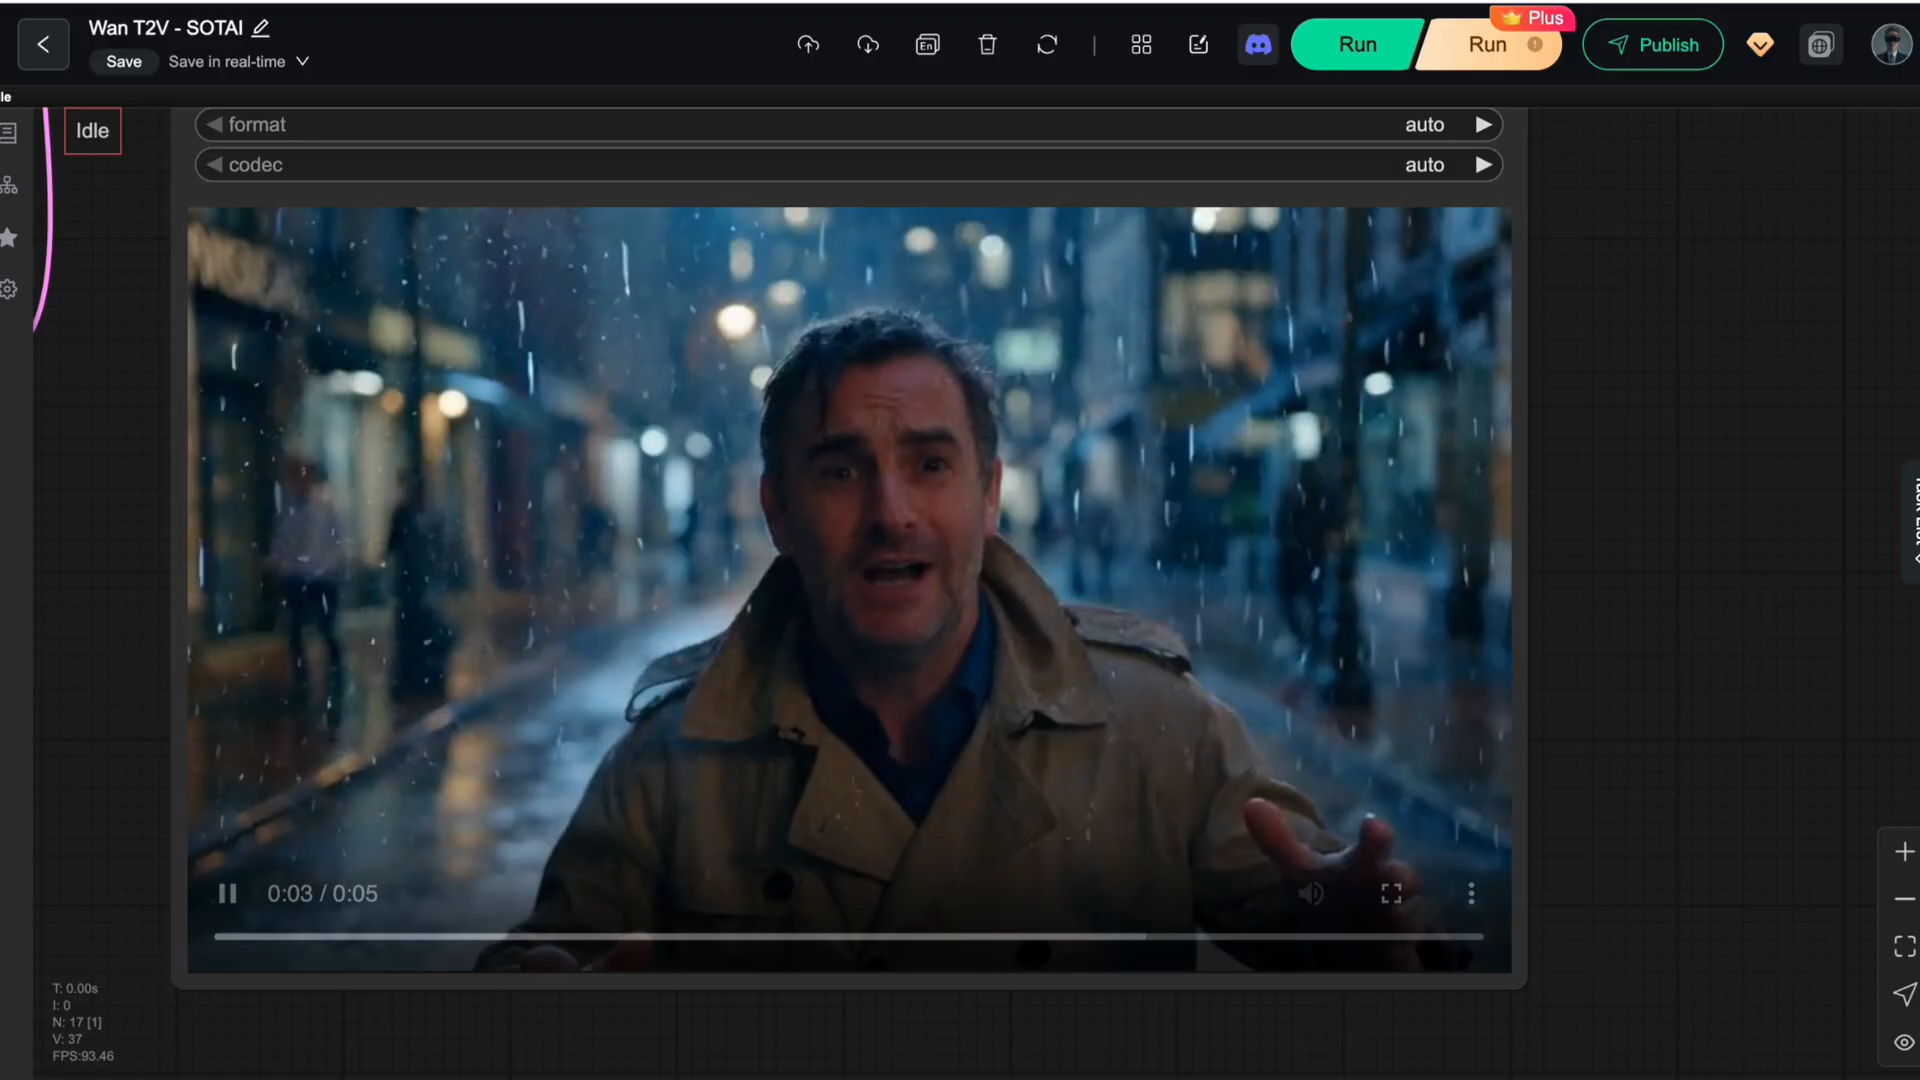 Wan T2V - SOTAI
Save
Save in real-time
En
Run
Run
Plus
Publish
le
Idle
format
auto
codec
auto
0:03 / 0:05
T: 0.00s
I: 0
N: 17 [1]
V: 37
FPS:93.46